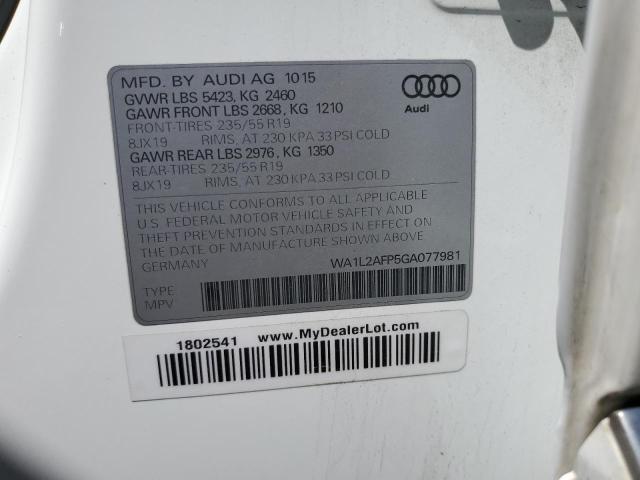 MFD. BY AUDI AG 10 15
GVWR LBS 5423, KG 2460
GAWR FRONT LBS 2668, KG 1210
FRONT-TIRES 235/55 R19
8JX19 RIMS, AT 230 KPA 33 PSI COLD
GAWR REAR LBS 2976, KG 1350
REAR-TIRES 235/55 R19
8JX19 RIMS, AT 230 KPA 33 PSI COLD
Audi
THIS VEHICLE CONFORMS TO ALL APPLICABLE
U.S. FEDERAL MOTOR VEHICLE SAFETY AND
THEFT PREVENTION STANDARDS IN EFFECT ON
THE DATE OF MANUFACTURE SHOWN ABOVE.
GERMANY WA1L2AFP5GA077981
TYPE
MPV
1802541 www.MyDealerLot.com